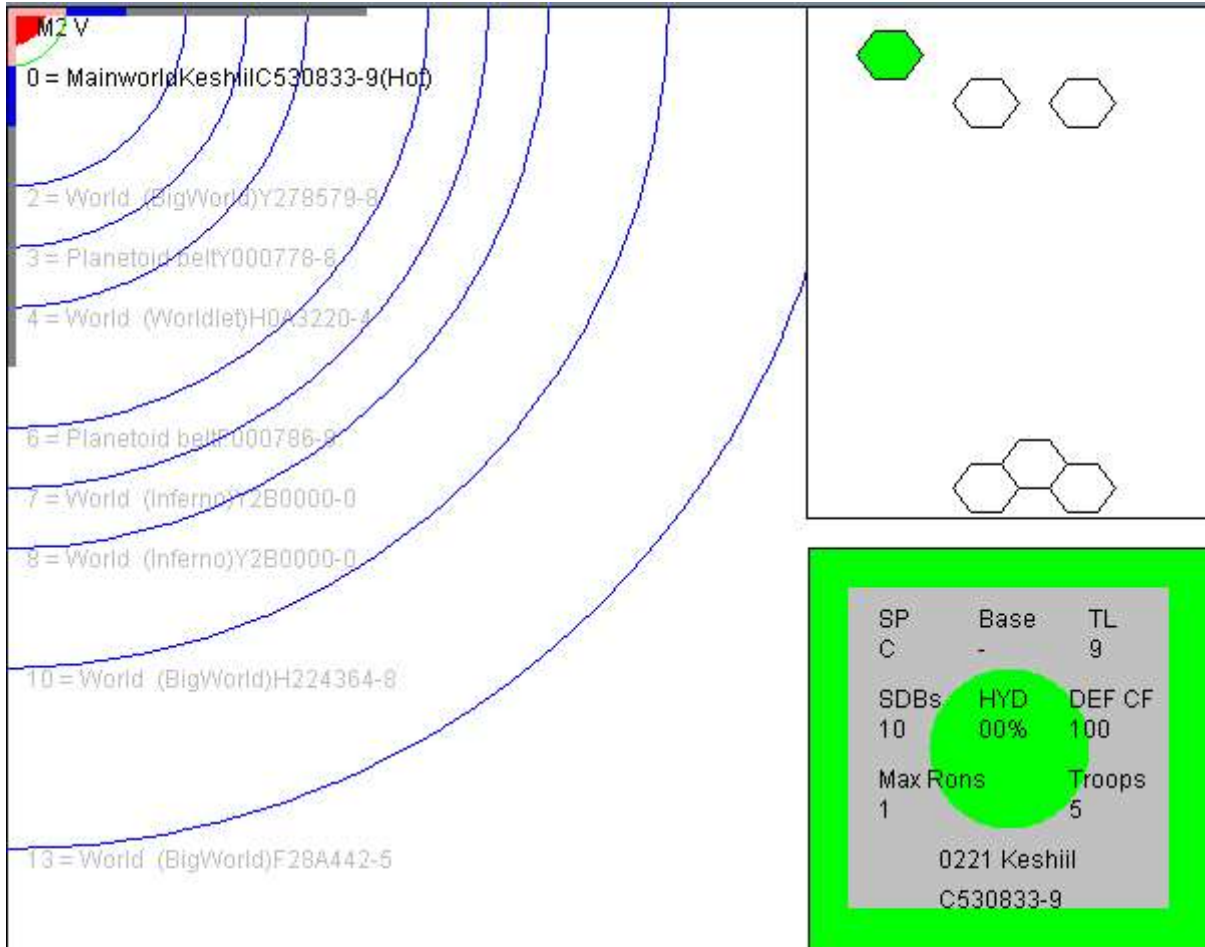 M2 V
0 = MainworldKeshiilC530833-9(Hot)
2 = World (BigWorld)Y278579-8
3 = Planetoid beltY000778-8
4 = World (Worldlet)H0A3220-4
6 = Planetoid beltF000786-9
7 = World (Inferno)Y2B0000-0
8 = World (Inferno)Y2B0000-0
10 = World (BigWorld)H224364-8
13 = World (BigWorld)F28A442-5
SP Base TL
C - 9
SDBs HYD DEF CF
10 00% 100
Max Rons Troops
1 5
0221 Keshiil
C530833-9